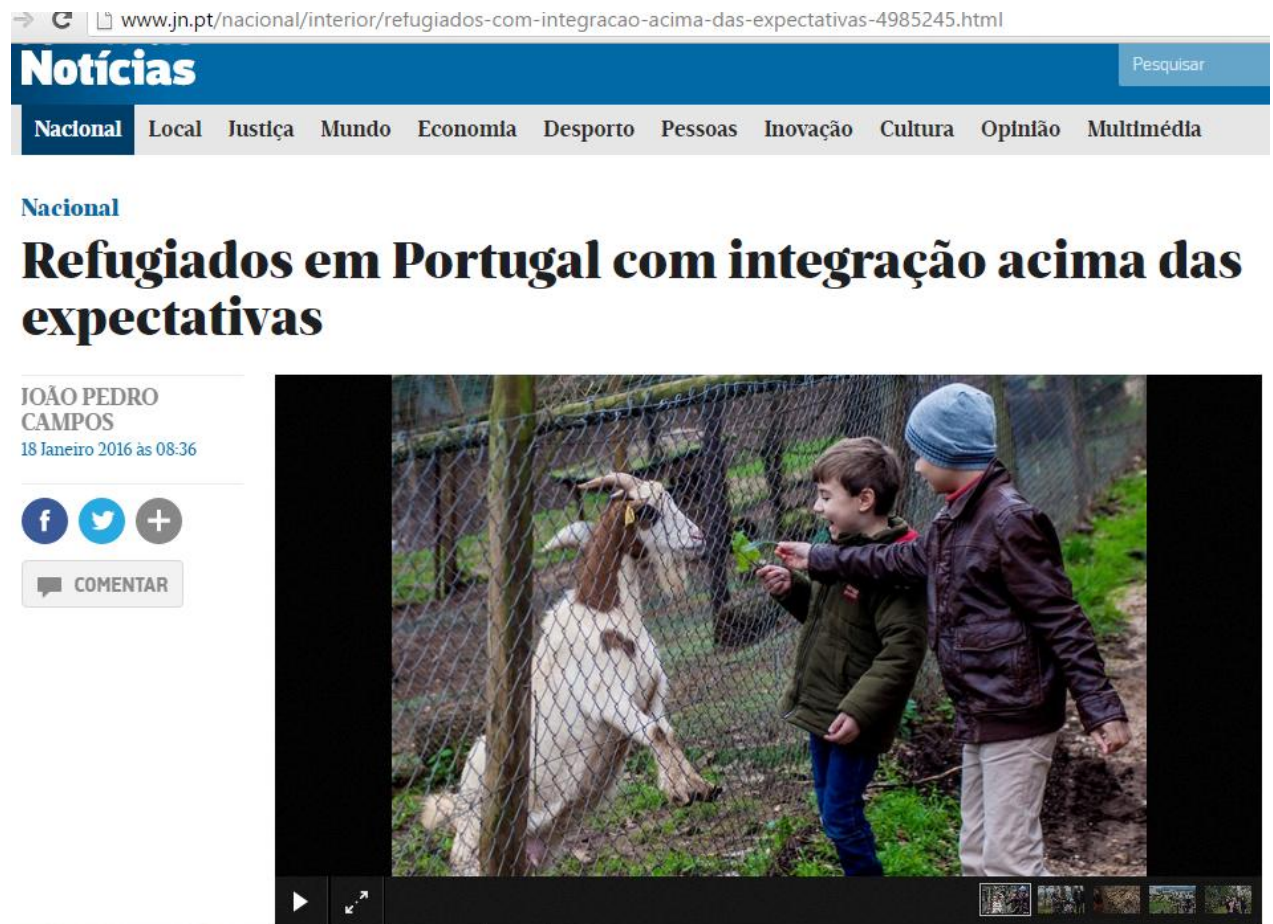 www.jn.pt/nacional/interior/refugiados-com-integracao-acima-das-expectativas-4985245.html
Notícias
Pesquisar
Nacional Local Justiça Mundo Economia Desporto Pessoas Inovação Cultura Opinião Multimédia
Nacional
Refugiados em Portugal com integração acima das
expectativas
JOÃO PEDRO
CAMPOS
18 Janeiro 2016 às 08:36
COMENTAR